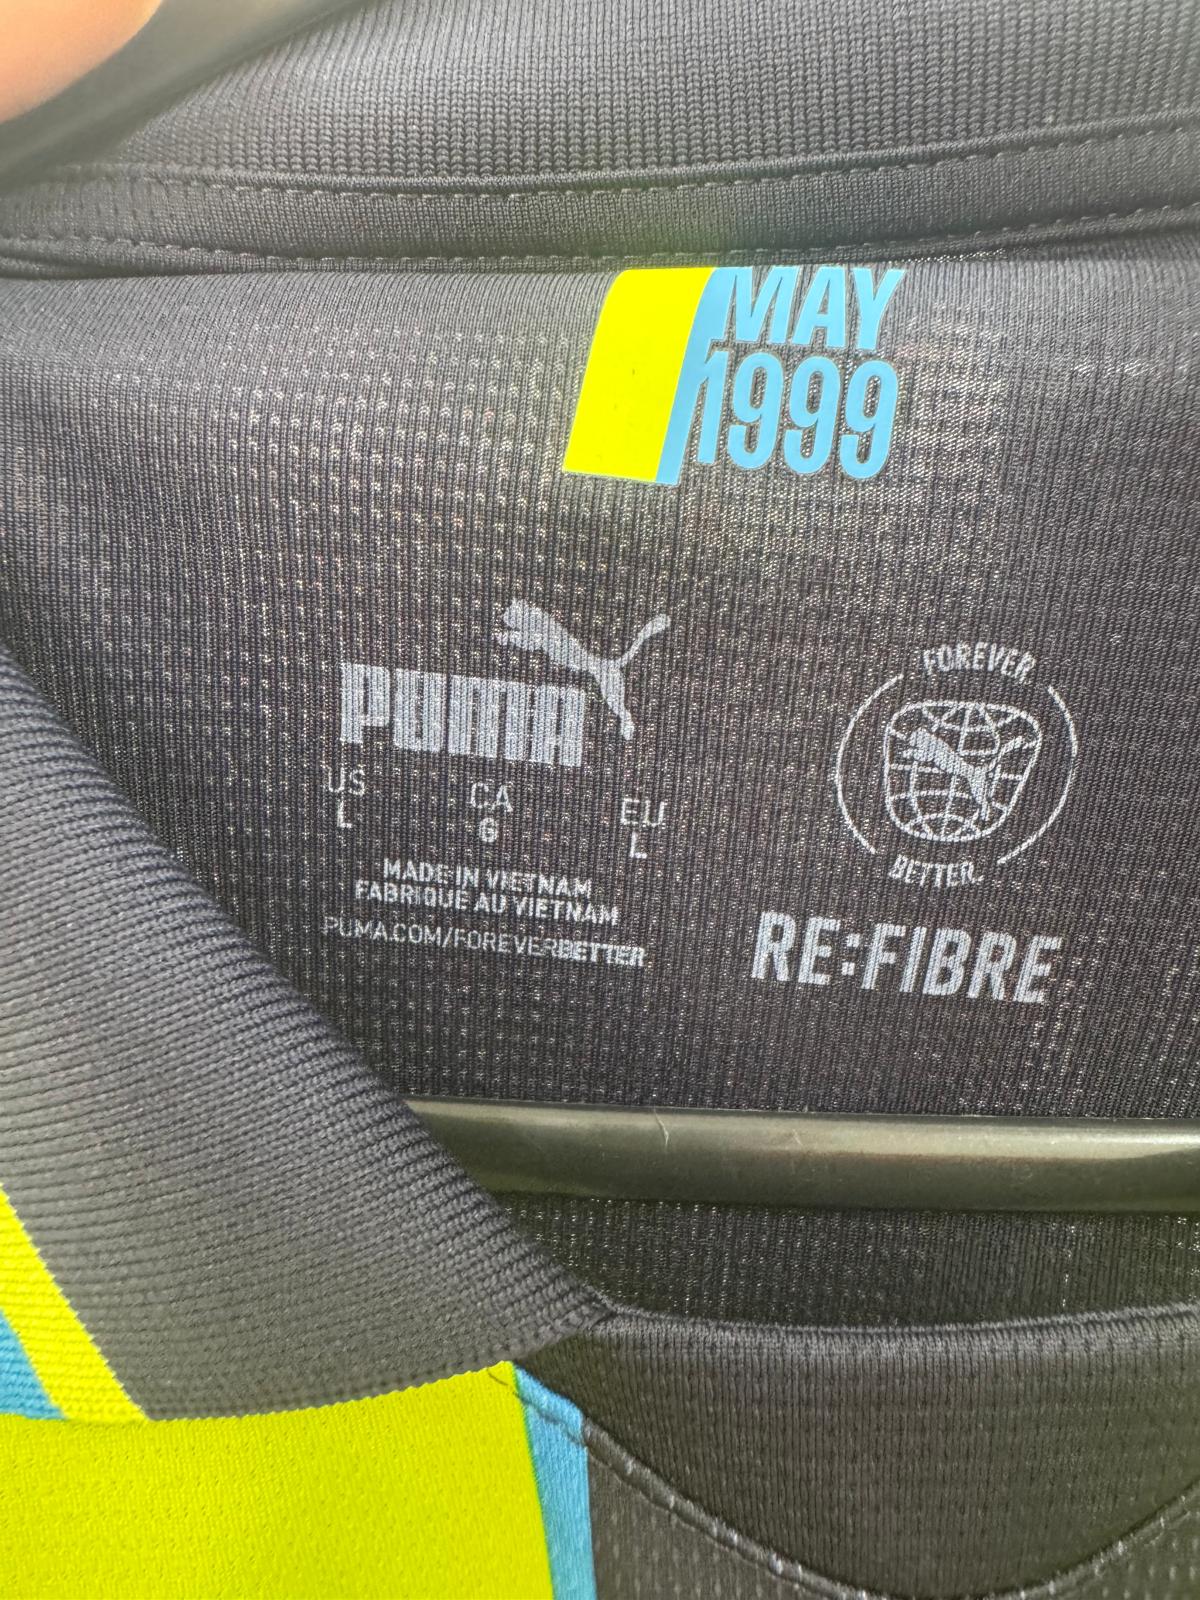 MAY
1999
PUMA
US CA EU
L G L
MADE IN VIETNAM
FABRIQUÉ AU VIETNAM
PUMA.COM/FOREVERBETTER
FOREVER
BETTER.
RE:FIBRE